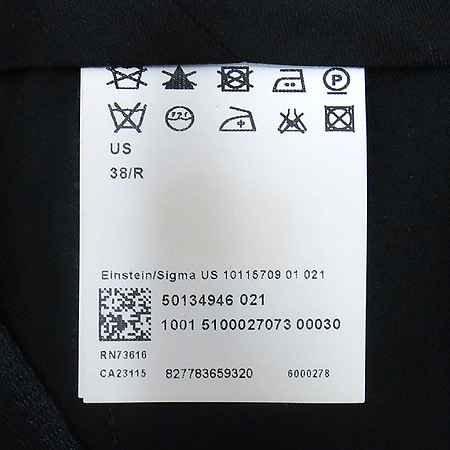 P
US
38/R
Einstein/Sigma US 10115709 01 021
50134946 021
1001 5100027073 00030
RN73616
CA23115 827783659320 6000278